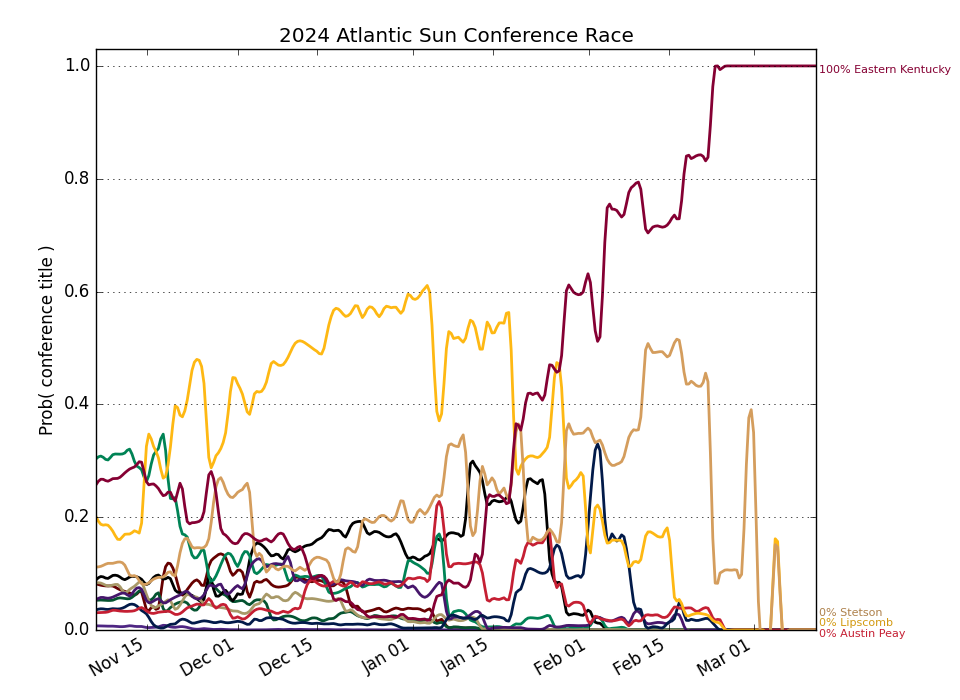 2024 Atlantic Sun Conference Race
Prob( conference title )
1.0
0.8
0.6
0.4
0.2
0.0
Nov 15
Dec 01
Dec 15
Jan 01
Jan 15
Feb 01
Feb 15
Mar 01
100% Eastern Kentucky
0% Stetson
0% Lipscomb
0% Austin Peay